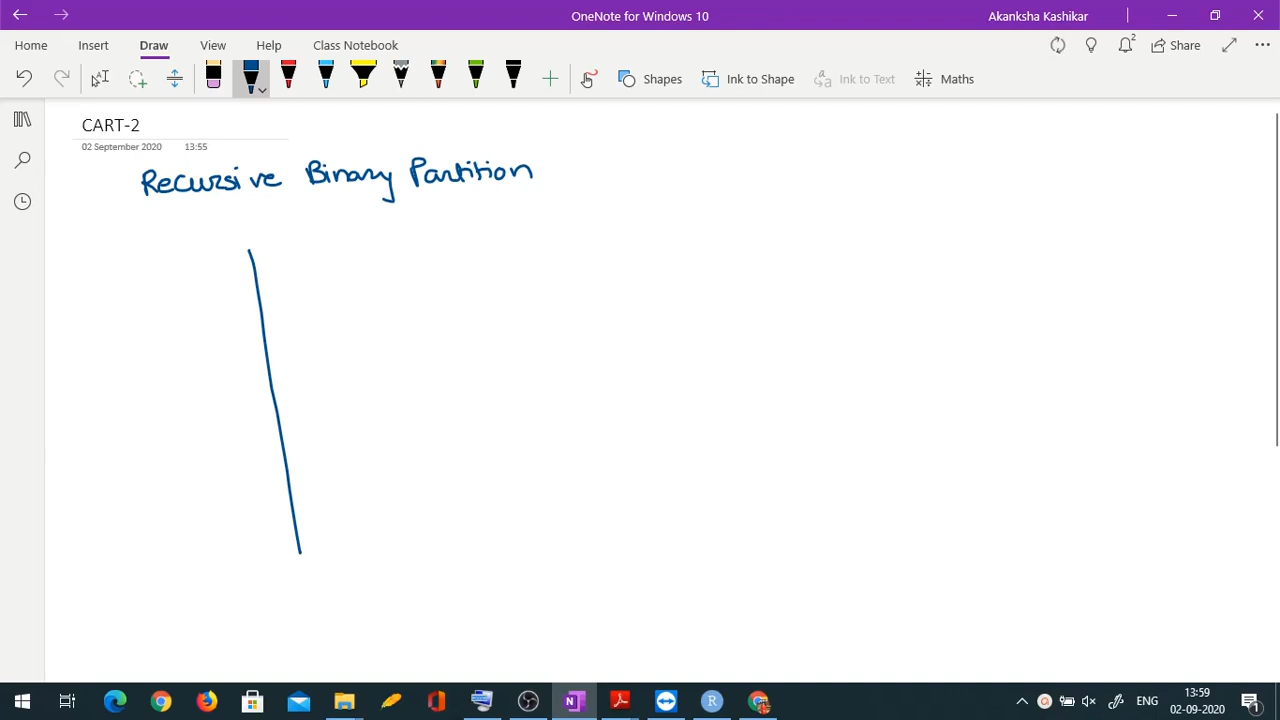 OneNote for Windows 10
Akanksha Kashikar
Home Insert Draw View Help Class Notebook
2
Share
Shapes Ink to Shape Ink to Text Maths
CART-2
02 September 2020 13:55
Recursive Binary Partition
ENG
13:59
02-09-2020
1